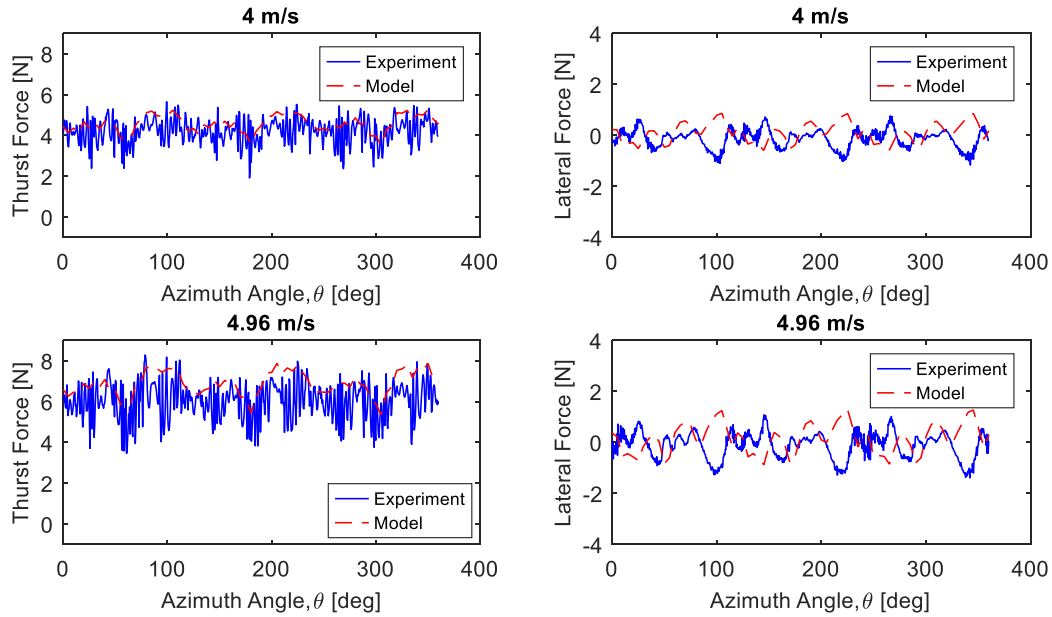 4 m/s
Thurst Force [N]
8
6
4
2
0
Experiment
Model
0
100
200
300
400
Azimuth Angle, θ [deg]
4 m/s
Lateral Force [N]
4
2
0
-2
-4
Experiment
Model
0
100
200
300
400
Azimuth Angle, θ [deg]
4.96 m/s
Thurst Force [N]
8
6
4
2
0
Experiment
Model
0
100
200
300
400
Azimuth Angle, θ [deg]
4.96 m/s
Lateral Force [N]
4
2
0
-2
-4
Experiment
Model
0
100
200
300
400
Azimuth Angle, θ [deg]